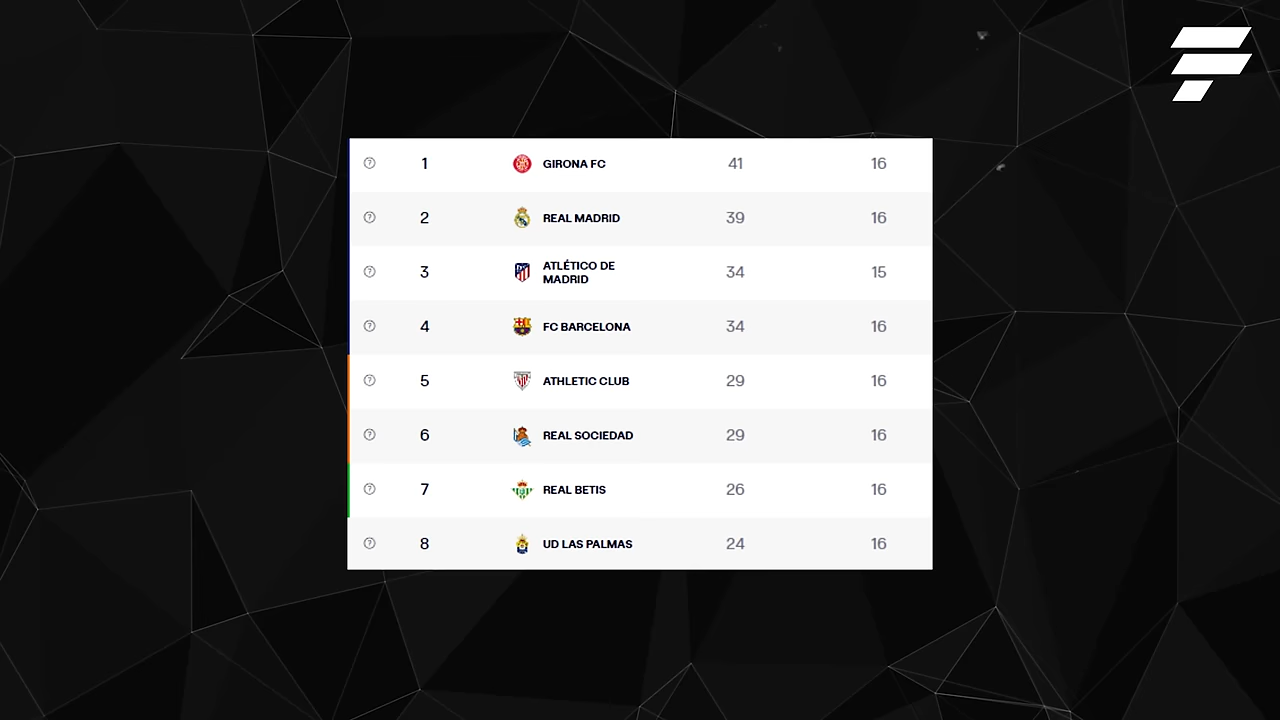 1 GIRONA FC 41 16
2 REAL MADRID 39 16
3 ATLÉTICO DE MADRID 34 15
4 FC BARCELONA 34 16
5 ATHLETIC CLUB 29 16
6 REAL SOCIEDAD 29 16
7 REAL BETIS 26 16
8 UD LAS PALMAS 24 16